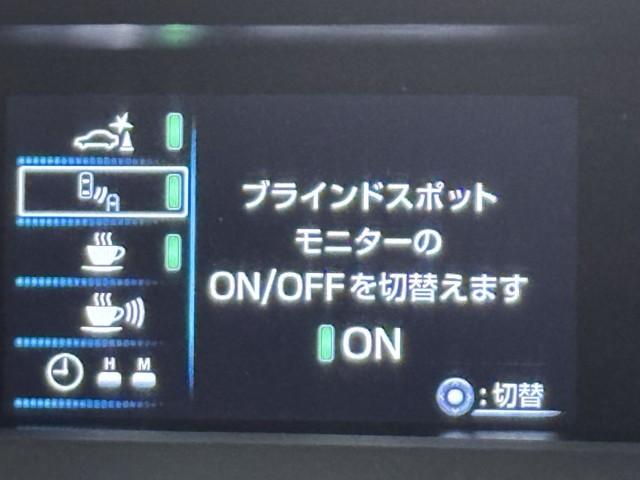 ブラインドスポット
モニターの
ON/OFFを切替えます
ON
H M
:切替